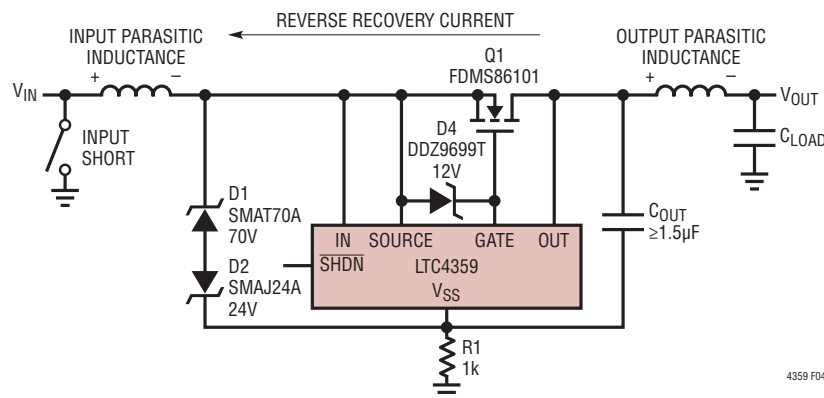 REVERSE RECOVERY CURRENT
INPUT PARASITIC
INDUCTANCE
+
−
Q1
FDMS86101
OUTPUT PARASITIC
INDUCTANCE
+
−
VIN
VOUT
INPUT
SHORT
D4
DDZ9699T
12V
CLOAD
D1
SMAT70A
70V
COUT
≥1.5µF
IN SOURCE GATE OUT
SHDN
LTC4359
VSS
D2
SMAJ24A
24V
R1
1k
4359 F04